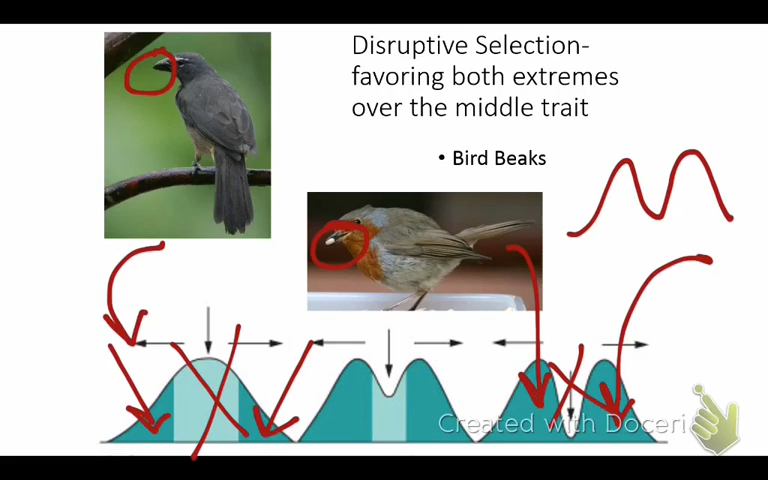 Disruptive Selection-
favoring both extremes
over the middle trait
• Bird Beaks
Created with Doceri